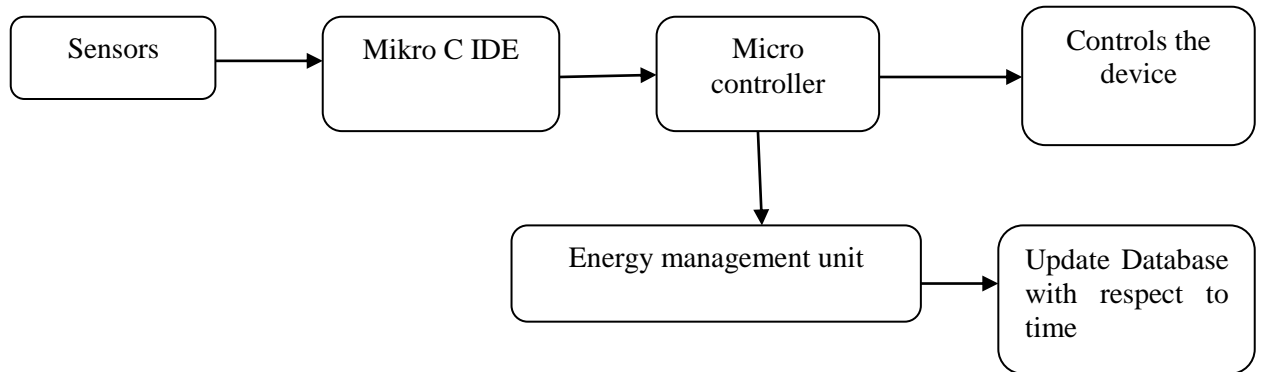 Sensors
Mikro C IDE
Micro
controller
Controls the
device
Energy management unit
Update Database
with respect to
time